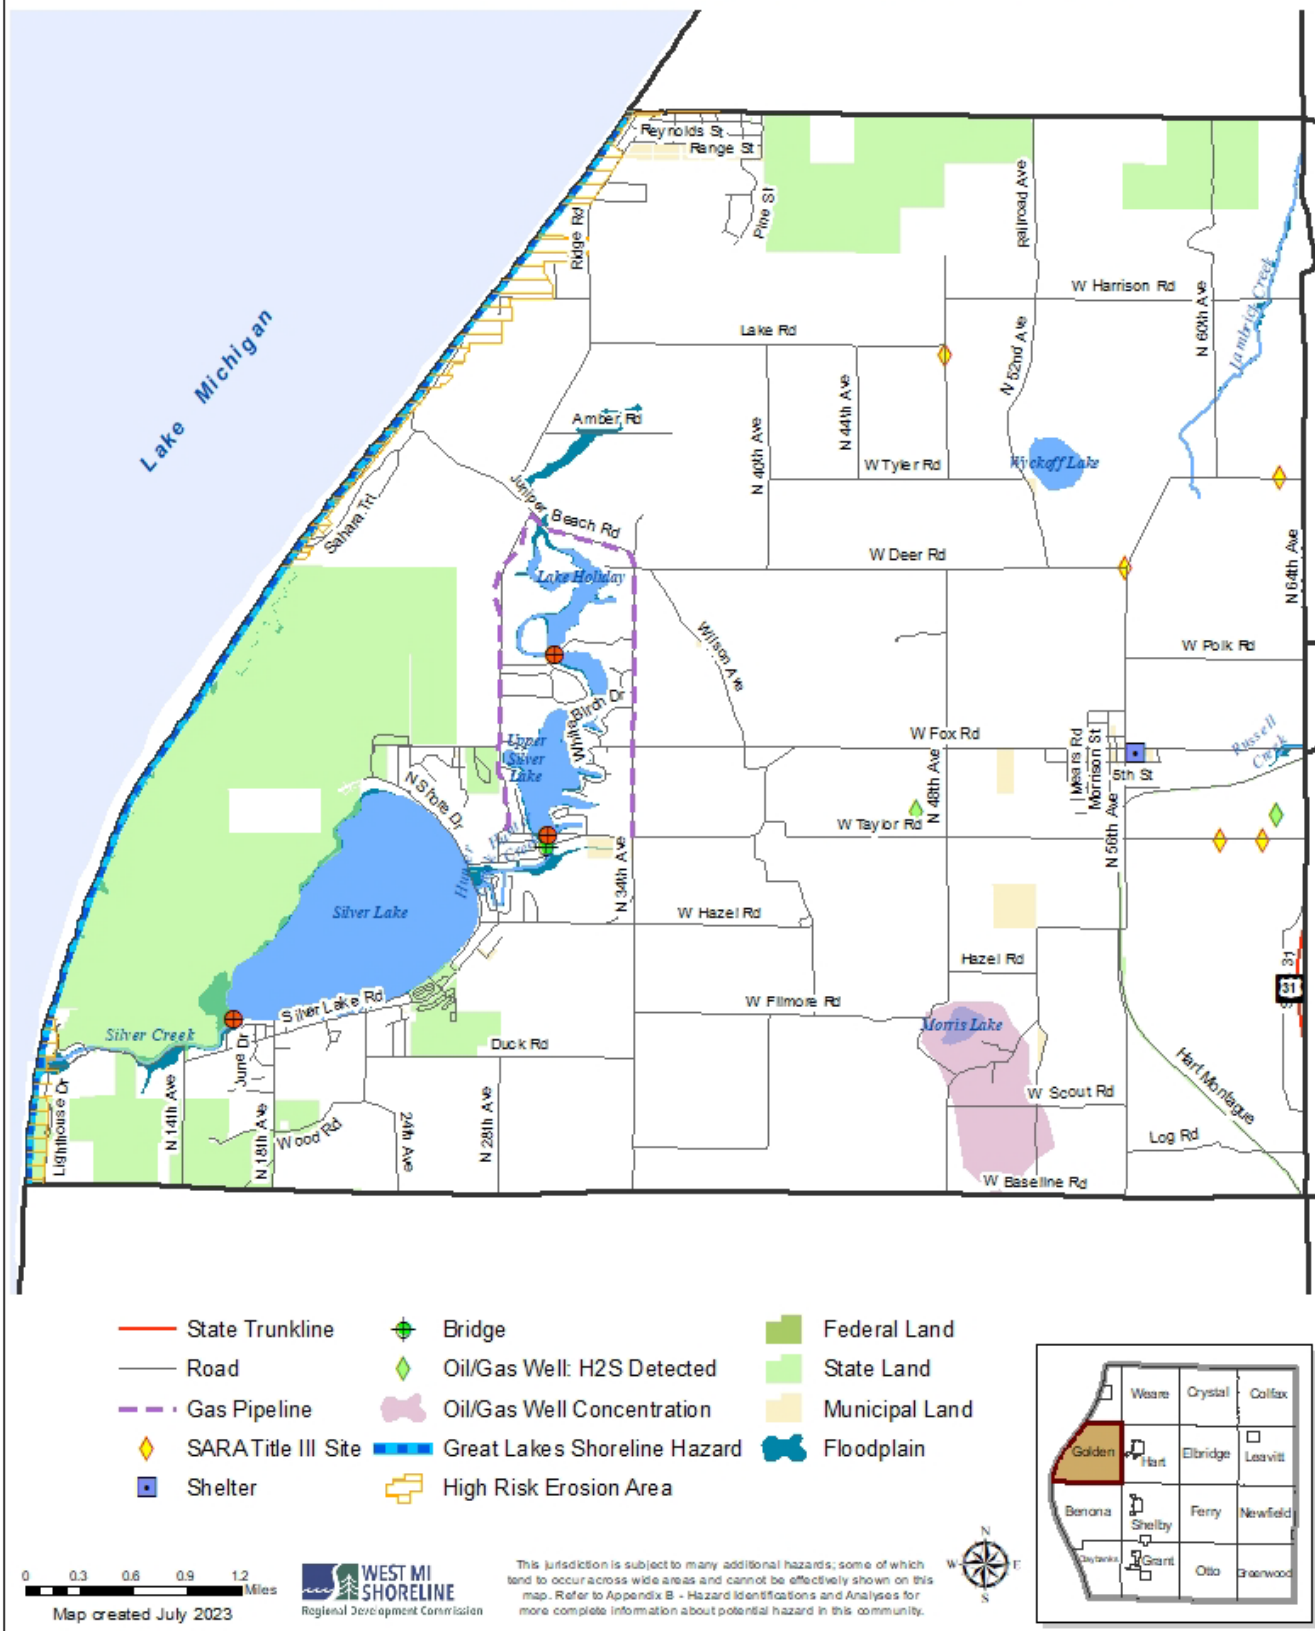 Reynolds St
Range St
Pine St
Ridge Rd
Railroad Ave
W Harrison Rd
N 60th Ave
Lambrick Creek
Lake Rd
N 52nd Ave
Lake Michigan
Amber Rd
N 44th Ave
N 40th Ave
W Tyler Rd
Wyckoff Lake
Juniper Beach Rd
Sahara Trl
W Deer Rd
N 64th Ave
Lake Holiday
Wilson Ave
W Polk Rd
White Birch Dr
Upper
Silver
Lake
W Fox Rd
Mears Rd
Morrison St
5th St
Russell
Creek
N Shore Dr
N 48th Ave
W Taylor Rd
N 56th Ave
Hunt
Creek
N 34th Ave
Silver Lake
W Hazel Rd
Hazel Rd
31
31
Silver Lake Rd
W Filmore Rd
Morris Lake
Silver Creek
June Dr
Duck Rd
Hart Montague
Lighthouse Dr
N 14th Ave
N 18th Ave
Wood Rd
24th Ave
N 28th Ave
W Scout Rd
Log Rd
W Baseline Rd
State Trunkline
Road
Gas Pipeline
SARA Title III Site
Shelter
Bridge
Oil/Gas Well: H2S Detected
Oil/Gas Well Concentration
Great Lakes Shoreline Hazard
High Risk Erosion Area
Federal Land
State Land
Municipal Land
Floodplain
Weare Crystal Colfax
Golden Hart Elbridge Leavitt
Benona Shelby Ferry Newfield
Claybanks Grant Otto Greenwood
0 0.3 0.6 0.9 1.2
Miles
Map created July 2023
WEST MI
SHORELINE
Regional Development Commission
This jurisdiction is subject to many additional hazards; some of which
tend to occur across wide areas and cannot be effectively shown on this
map. Refer to Appendix B - Hazard Identifications and Analyses for
more complete information about potential hazard in this community.
N
W E
S